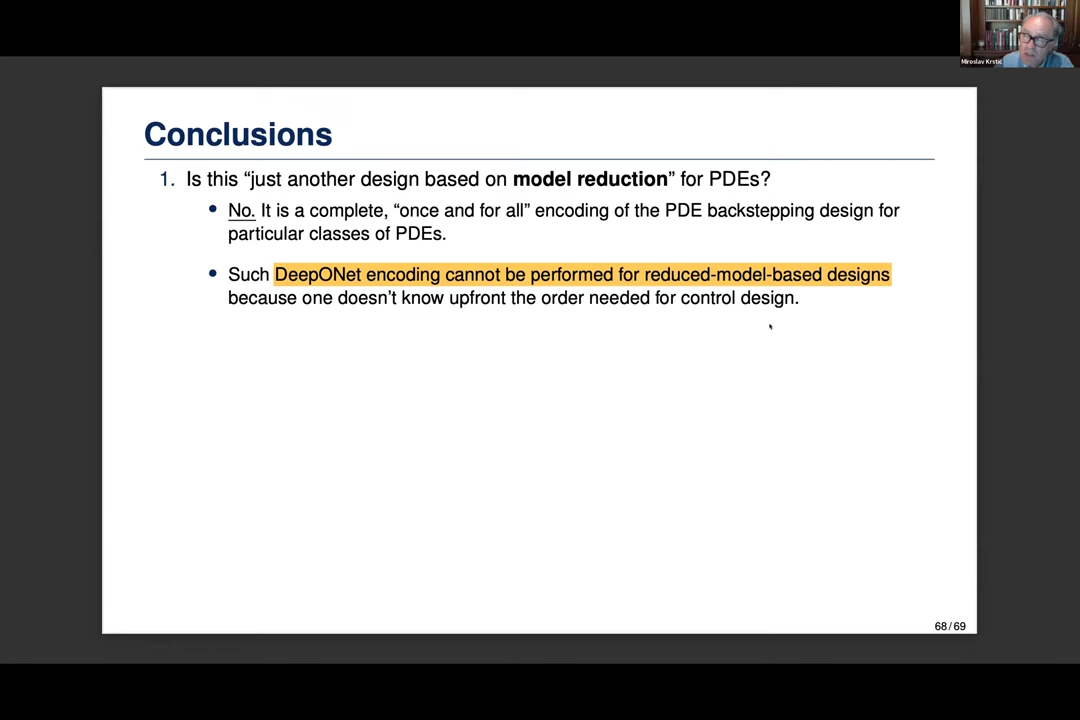 Miroslav Krstic
Conclusions
1. Is this “just another design based on model reduction” for PDEs?
• No. It is a complete, “once and for all” encoding of the PDE backstepping design for
particular classes of PDEs.
• Such DeepONet encoding cannot be performed for reduced-model-based designs
because one doesn’t know upfront the order needed for control design.
68/69